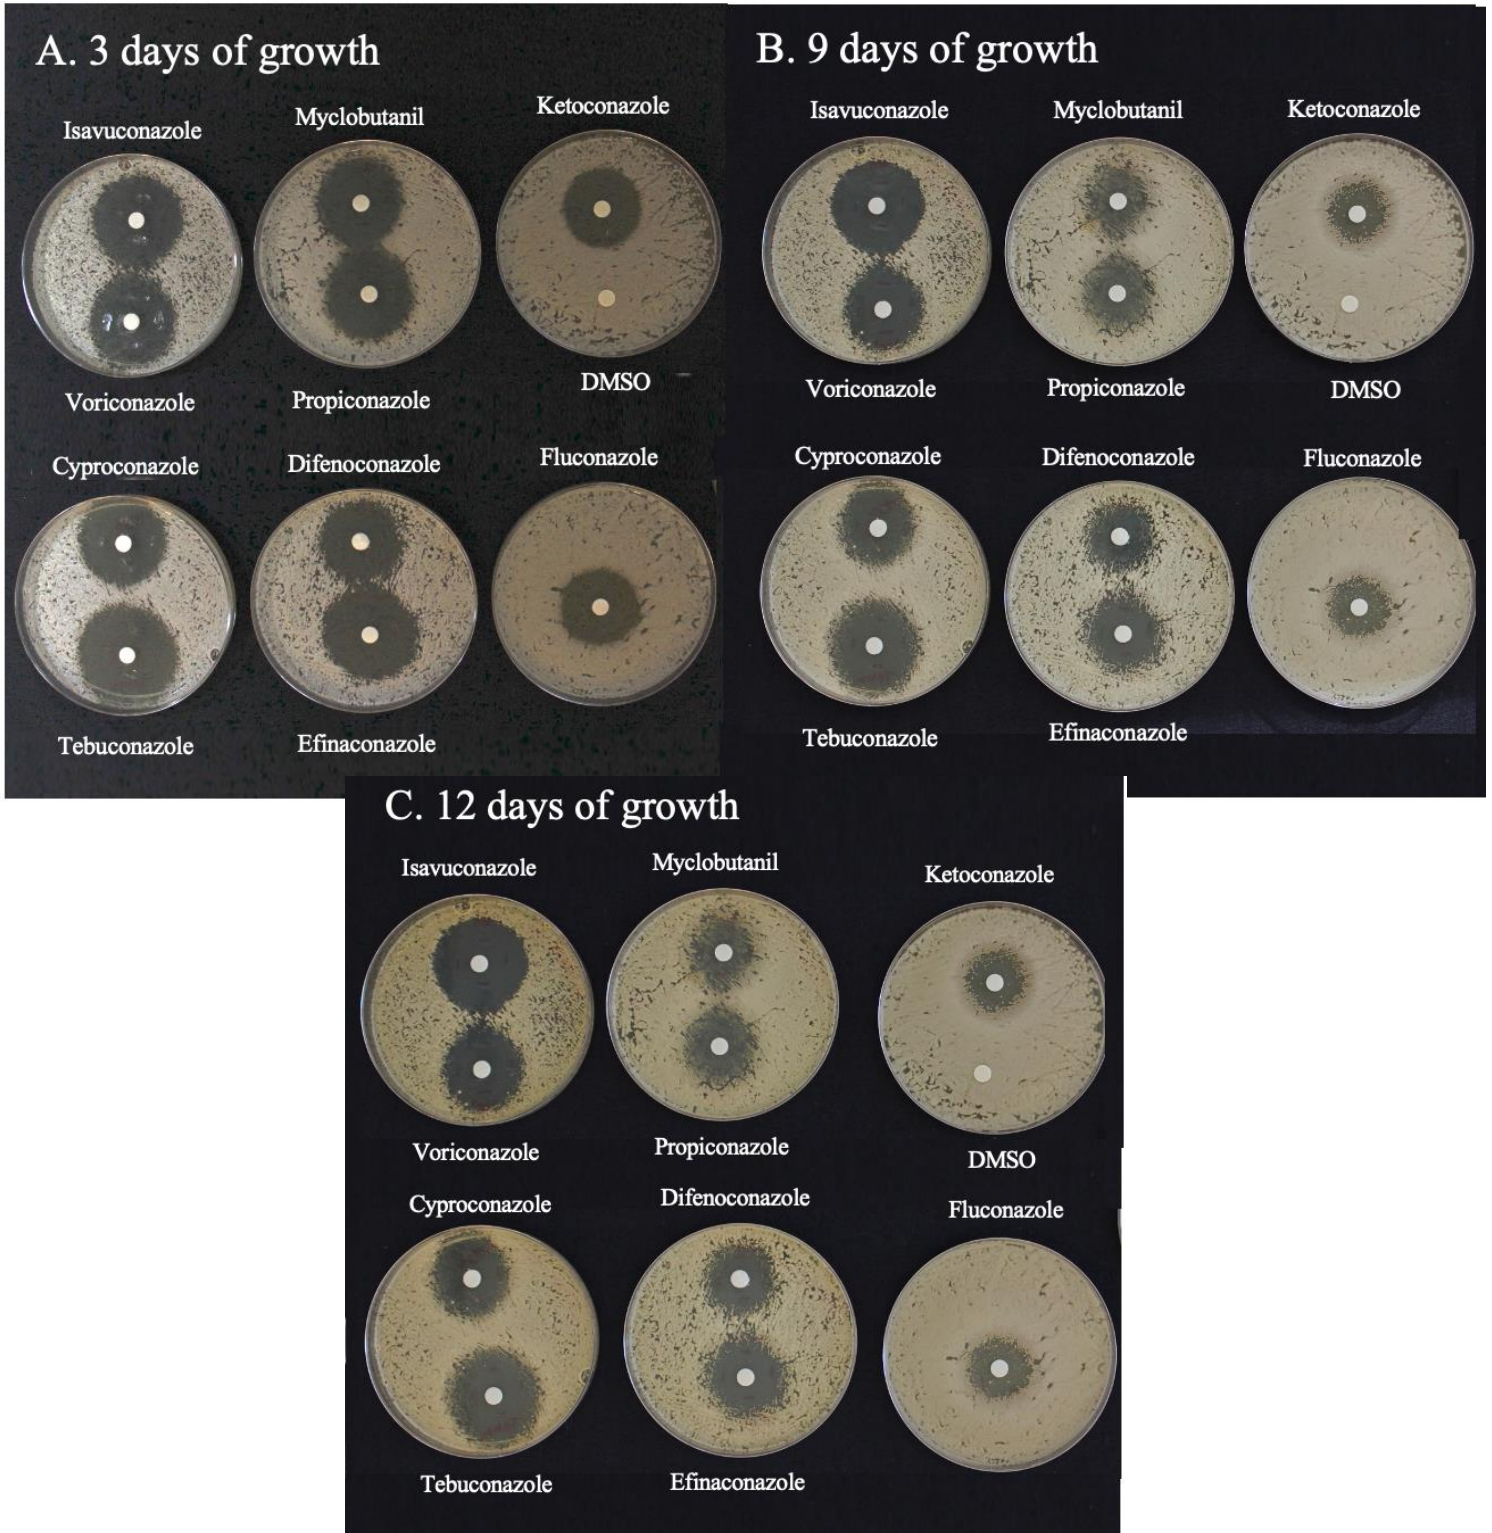 A. 3 days of growth
Isavuconazole
Myclobutanil
Ketoconazole
Voriconazole
Propiconazole
DMSO
Cyproconazole
Difenoconazole
Fluconazole
Tebuconazole
Efinaconazole
B. 9 days of growth
Isavuconazole
Myclobutanil
Ketoconazole
Voriconazole
Propiconazole
DMSO
Cyproconazole
Difenoconazole
Fluconazole
Tebuconazole
Efinaconazole
C. 12 days of growth
Isavuconazole
Myclobutanil
Ketoconazole
Voriconazole
Propiconazole
DMSO
Cyproconazole
Difenoconazole
Fluconazole
Tebuconazole
Efinaconazole